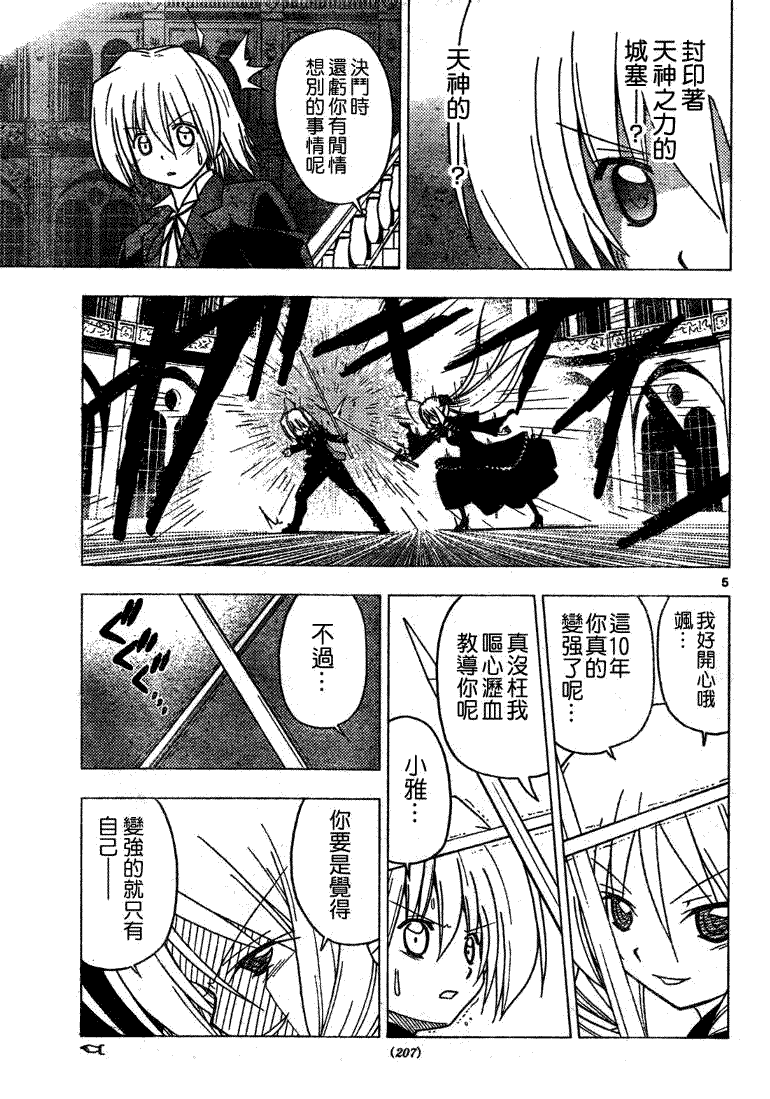 封印著
天神之力的
城塞——?
天神的——?
決鬥時
還虧你有閒情
想別的事情呢
5
我好開心哦
颯…
這10年
你真的
變强了呢…
真沒枉我
嘔心瀝血
教導你呢
小雅…
不過…
你要是覺得
變強的就只有
自己——
(207)